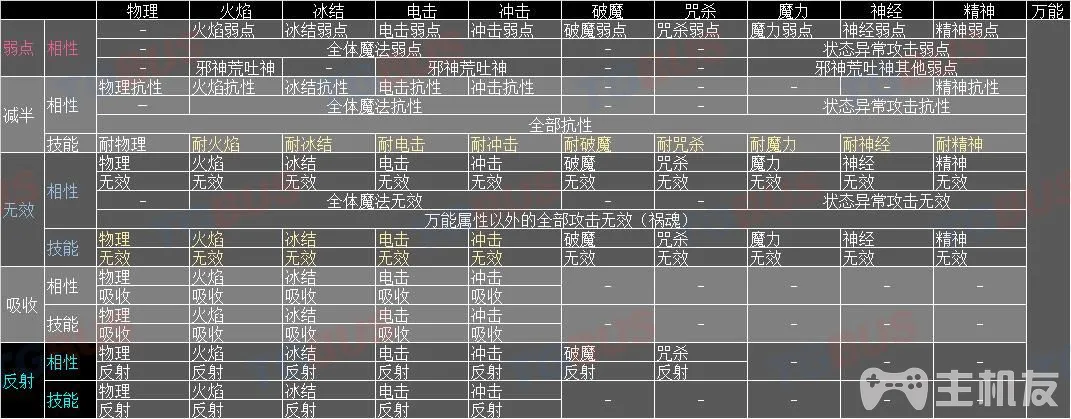 物理 火焰 冰结 电击 冲击 破魔 咒杀 魔力 神经 精神 万能
弱点 相性 － 火焰弱点 冰结弱点 电击弱点 冲击弱点 破魔弱点 咒杀弱点 魔力弱点 神经弱点 精神弱点
－ 全体魔法弱点 － － 状态异常攻击弱点
－ 邪神荒吐神 － 邪神荒吐神 － － 邪神荒吐神其他弱点
减半 相性 物理抗性 火焰抗性 冰结抗性 电击抗性 冲击抗性 － － － － 精神抗性
－ 全体魔法抗性 － － 状态异常攻击抗性
全部抗性
技能 耐物理 耐火焰 耐冰结 耐电击 耐冲击 耐破魔 耐咒杀 耐魔力 耐神经 耐精神
无效 相性 物理 火焰 冰结 电击 冲击 破魔 咒杀 魔力 神经 精神
无效 无效 无效 无效 无效 无效 无效 无效 无效 无效
－ 全体魔法无效 － － 状态异常攻击无效
万能属性以外的全部攻击无效（祸魂）
技能 物理 火焰 冰结 电击 冲击 破魔 咒杀 魔力 神经 精神
无效 无效 无效 无效 无效 无效 无效 无效 无效 无效
吸收 相性 物理 火焰 冰结 电击 冲击 － － － － －
吸收 吸收 吸收 吸收 吸收
技能 物理 火焰 冰结 电击 冲击 － － － － －
吸收 吸收 吸收 吸收 吸收
反射 相性 物理 火焰 冰结 电击 冲击 破魔 咒杀 － － －
反射 反射 反射 反射 反射 反射 反射
技能 物理 火焰 冰结 电击 冲击 － － － － －
反射 反射 反射 反射 反射
主机友